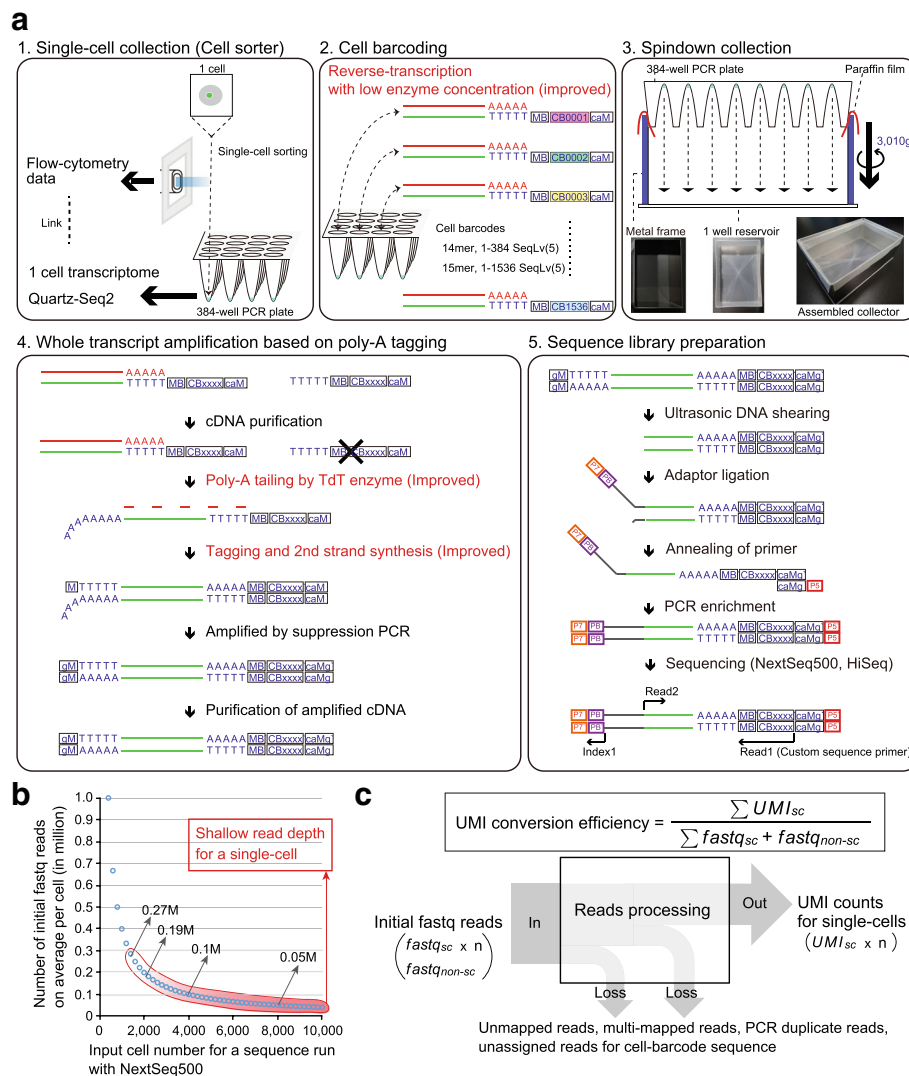 a
1. Single-cell collection (Cell sorter)
1 cell
Single-cell sorting
Flow-cytometry
data
Link
1 cell transcriptome
Quartz-Seq2
384-well PCR plate
2. Cell barcoding
Reverse-transcription
with low enzyme concentration (improved)
AAAAA
TTTTT MB CB0001 caM
AAAAA
TTTTT MB CB0002 caM
AAAAA
TTTTT MB CB0003 caM
Cell barcodes
14mer, 1-384 SeqLv(5)
15mer, 1-1536 SeqLv(5)
AAAAA
TTTTT MB CB1536 caM
3. Spindown collection
384-well PCR plate
Paraffin film
3,010g
Metal frame
1 well reservoir
Assembled collector
4. Whole transcript amplification based on poly-A tagging
AAAAA
TTTTT MB CBxxxx caM TTTTT MB CBxxxx caM
cDNA purification
AAAAA
TTTTT MB CBxxxx caM TTTTT MB CBxxxx caM
Poly-A tailing by TdT enzyme (Improved)
AAAAAAAA TTTTT MB CBxxxx caM
Tagging and 2nd strand synthesis (Improved)
M TTTTT AAAAA MB CBxxxx caM
AAAAAAAA TTTTT MB CBxxxx caM
Amplified by suppression PCR
gM TTTTT AAAAA MB CBxxxx caMg
gM AAAAA TTTTT MB CBxxxx caMg
Purification of amplified cDNA
gM TTTTT AAAAA MB CBxxxx caMg
gM AAAAA TTTTT MB CBxxxx caMg
5. Sequence library preparation
gM TTTTT AAAAA MB CBxxxx caMg
gM AAAAA TTTTT MB CBxxxx caMg
Ultrasonic DNA shearing
AAAAA MB CBxxxx caMg
TTTTT MB CBxxxx caMg
Adaptor ligation
P7 PB
AAAAA MB CBxxxx caMg
TTTTT MB CBxxxx caMg
Annealing of primer
P7 PB
AAAAA MB CBxxxx caMg
caMg P5
PCR enrichment
P7 PB AAAAA MB CBxxxx caMg P5
P7 PB TTTTT MB CBxxxx caMg P5
Sequencing (NextSeq500, HiSeq)
Read2
P7 PB AAAAA MB CBxxxx caMg P5
P7 PB TTTTT MB CBxxxx caMg P5
Index1
Read1 (Custom sequence primer)
b
Number of initial fastq reads
on average per cell (in million)
1.0
0.9
0.8
0.7
0.6
0.5
0.4
0.3
0.2
0.1
0
Shallow read depth
for a single-cell
0.27M
0.19M
0.1M
0.05M
0 2,000 4,000 6,000 8,000 10,000
Input cell number for a sequence run
with NextSeq500
c
UMI conversion efficiency = ∑ UMIsc / ∑ fastqsc + fastqnon-sc
Initial fastq reads
(fastqsc x n
fastqnon-sc)
In
Reads processing
Out
UMI counts
for single-cells
(UMIsc x n)
Loss
Loss
Unmapped reads, multi-mapped reads, PCR duplicate reads,
unassigned reads for cell-barcode sequence